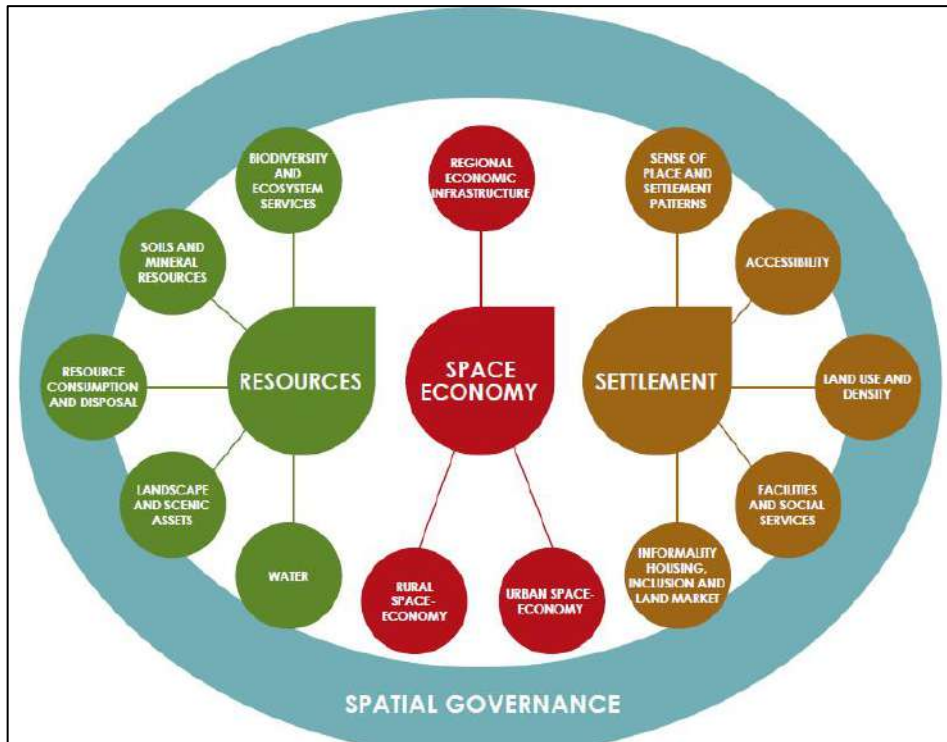 BIODIVERSITY
AND
ECOSYSTEM
SERVICES
SOILS AND
MINERAL
RESOURCES
RESOURCE
CONSUMPTION
AND DISPOSAL
LANDSCAPE
AND SCENIC
ASSETS
WATER
RESOURCES
REGIONAL
ECONOMIC
INFRASTRUCTURE
SPACE
ECONOMY
RURAL
SPACE-
ECONOMY
URBAN SPACE-
ECONOMY
SENSE OF
PLACE AND
SETTLEMENT
PATTERNS
ACCESSIBILITY
SETTLEMENT
LAND USE AND
DENSITY
FACILITIES
AND SOCIAL
SERVICES
INFORMALITY
HOUSING,
INCLUSION AND
LAND MARKET
SPATIAL GOVERNANCE